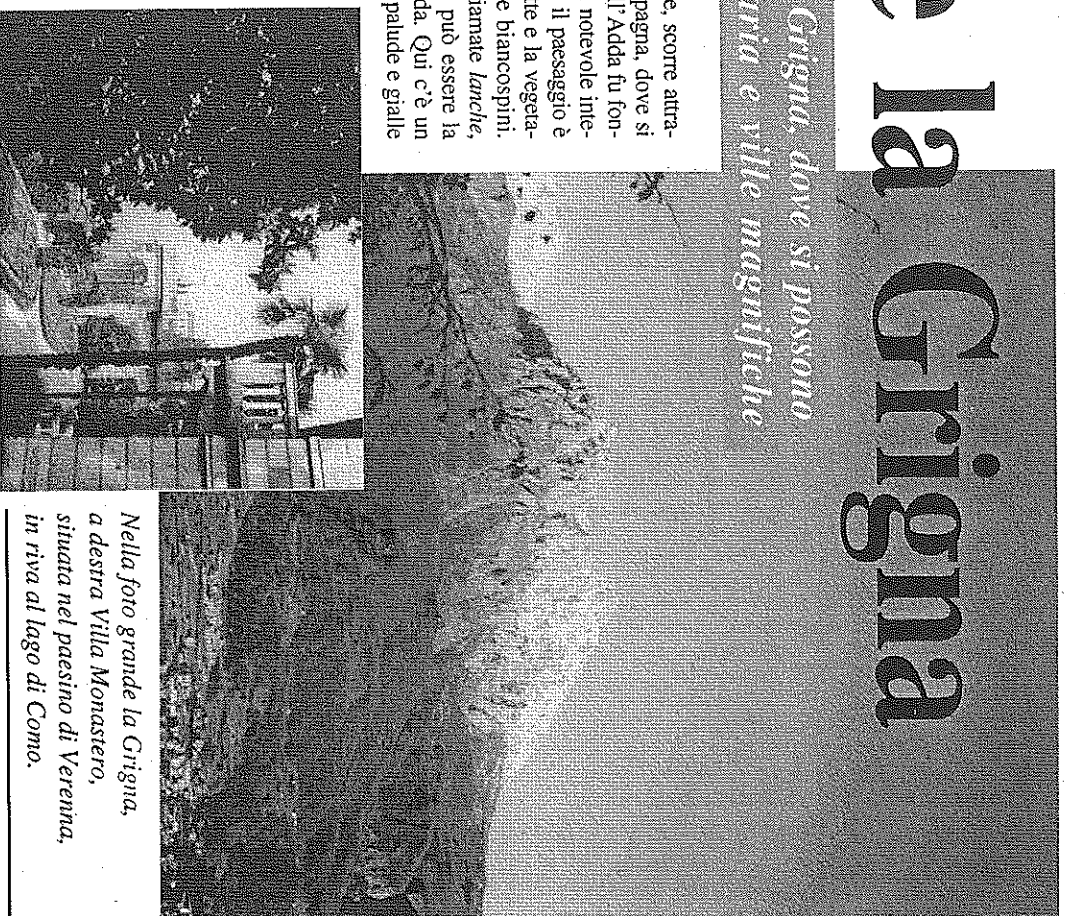 e la Grigna
Grigna, dove si possono
uria e ville magnifiche
e, scorre attra-
pagna, dove si
l'Adda fu fon-
notevole inte-
il paesaggio è
tte e la vegeta-
e biancospini.
iamate lanche,
può essere la
da. Qui c'è un
palude e gialle
Nella foto grande la Grigna,
a destra Villa Monastero,
situata nel paesino di Verenna,
in riva al lago di Como.